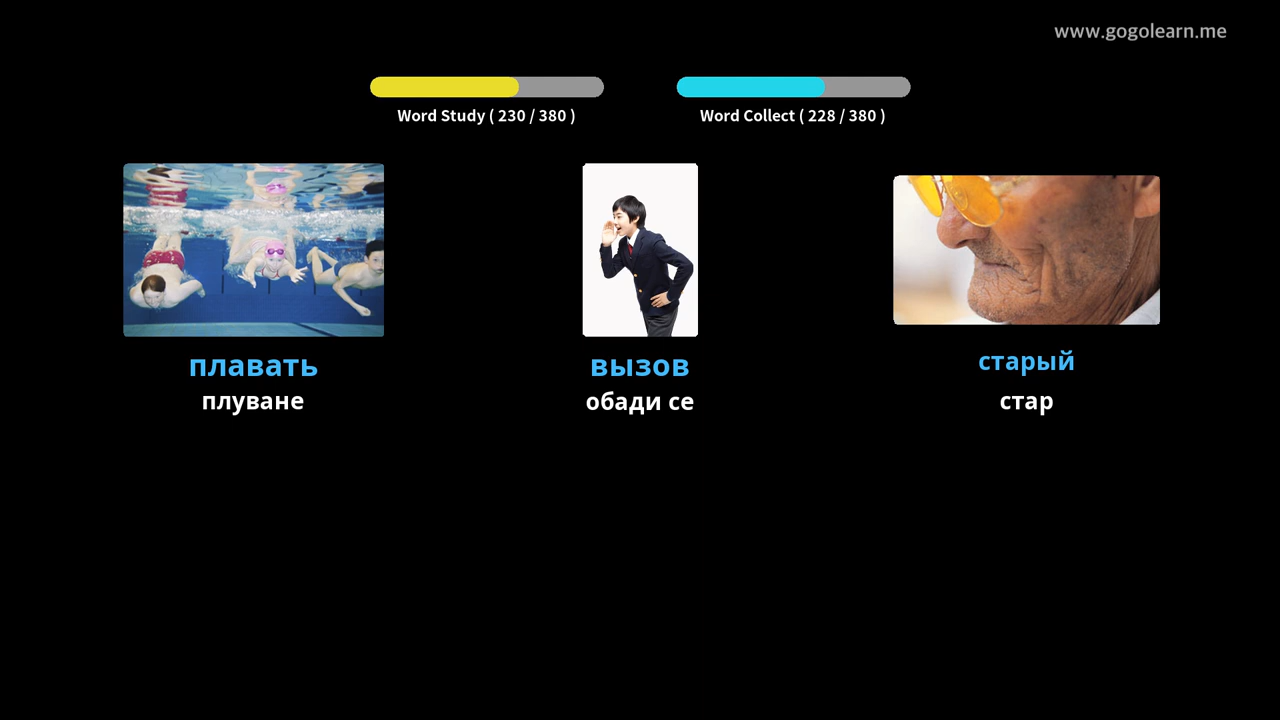 www.gogolearn.me
Word Study ( 230 / 380 )
Word Collect ( 228 / 380 )
плавать
плуване
вызов
обади се
старый
стар